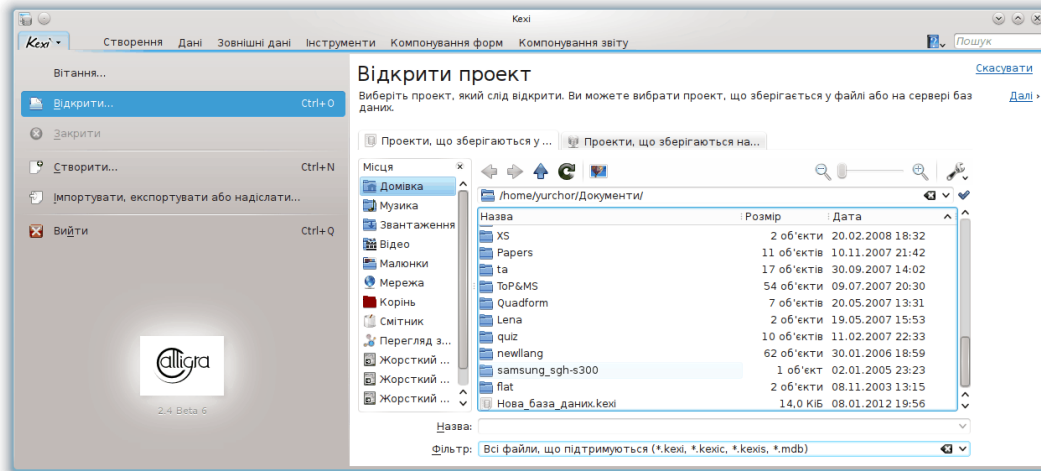 Kexi
Kexi
Створення Дані Зовнішні дані Інструменти Компонування форм Компонування звіту Пошук
Вітання...
Відкрити... Ctrl+O
Закрити
Створити... Ctrl+N
Імпортувати, експортувати або надіслати...
Вийти Ctrl+Q
Calligra
2.4 Beta 6
Відкрити проект
Скасувати
Виберіть проект, який слід відкрити. Ви можете вибрати проект, що зберігається у файлі або на сервері баз даних.
Далі ›
Проекти, що зберігаються у ... Проекти, що зберігаються на...
Місця
Домівка
Музика
Звантаження
Відео
Малюнки
Мережа
Корінь
Смітник
Перегляд з...
Жорсткий ...
Жорсткий ...
Жорсткий ...
/home/yurchor/Документи/
Назва Розмір Дата
XS 2 об'єкти 20.02.2008 18:32
Papers 11 об'єктів 10.11.2007 21:42
ta 17 об'єктів 30.09.2007 14:02
ToP&MS 54 об'єкти 09.07.2007 20:30
Quadform 7 об'єктів 20.05.2007 13:31
Lena 2 об'єкти 19.05.2007 15:53
quiz 10 об'єктів 11.02.2007 22:33
newllang 62 об'єкти 30.01.2006 18:59
samsung_sgh-s300 1 об'єкт 02.01.2005 23:23
flat 2 об'єкти 08.11.2003 13:15
Нова_база_даних.kexi 14,0 КіБ 08.01.2012 19:56
Назва:
Фільтр: Всі файли, що підтримуються (*.kexi, *.kexic, *.kexis, *.mdb)